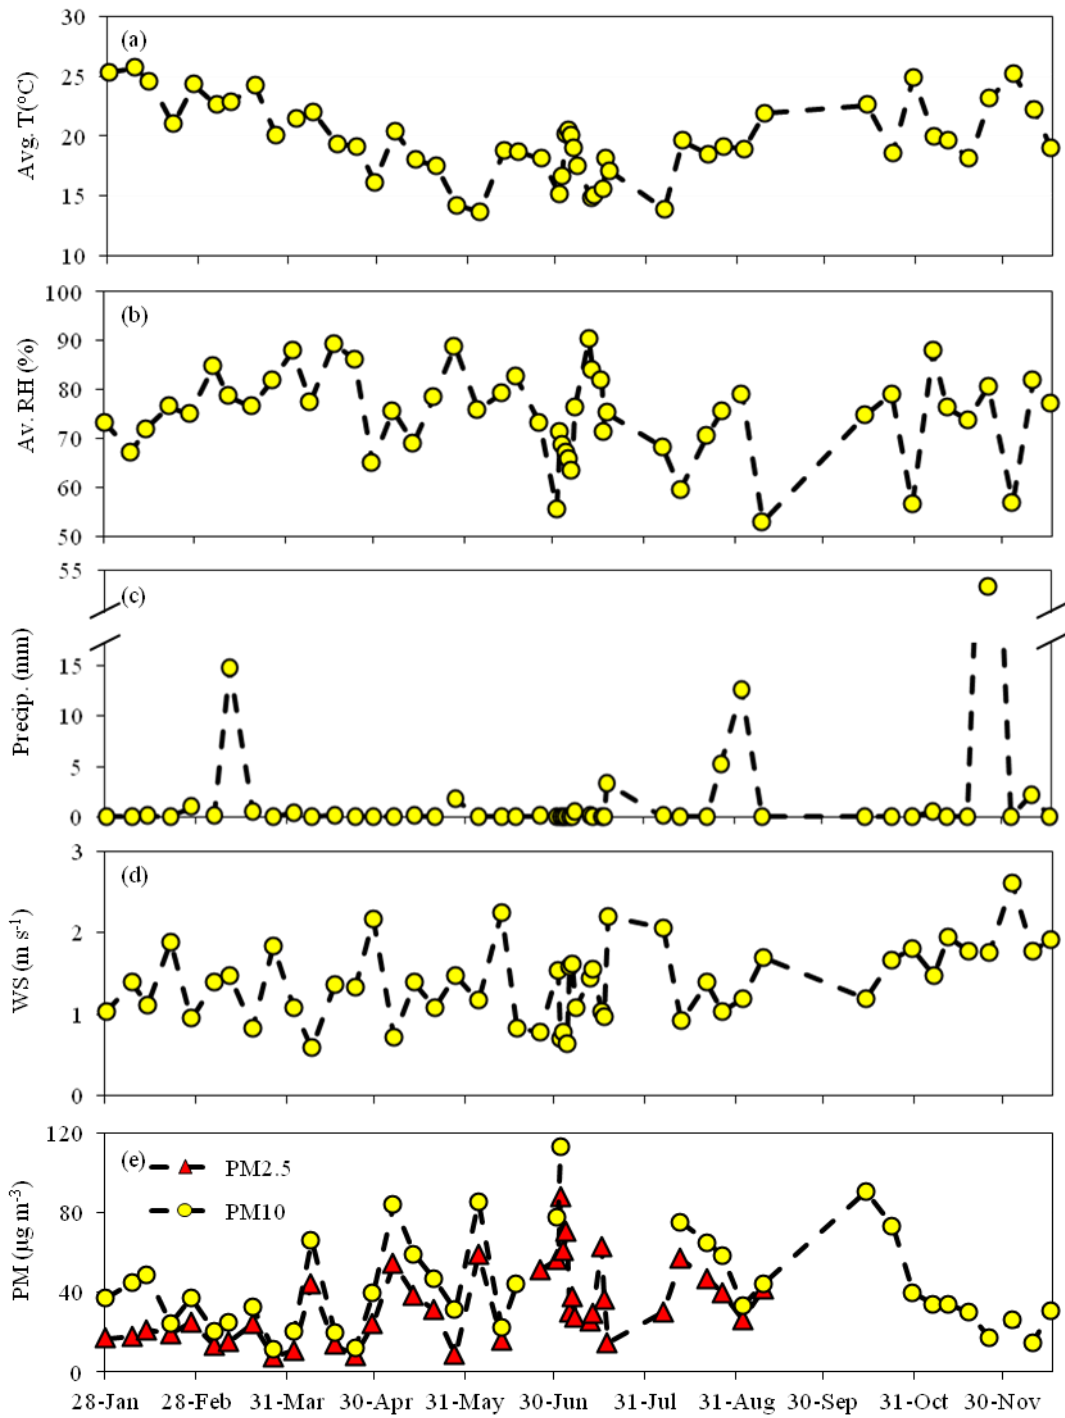 30
25
20
15
10
Avg. T(°C)
(a)
100
90
80
70
60
50
Av. RH (%)
(b)
55
15
10
5
0
Precip. (mm)
(c)
3
2
1
0
WS (m s-1)
(d)
120
80
40
0
PM (µg m-3)
(e)
PM2.5
PM10
28-Jan 28-Feb 31-Mar 30-Apr 31-May 30-Jun 31-Jul 31-Aug 30-Sep 31-Oct 30-Nov